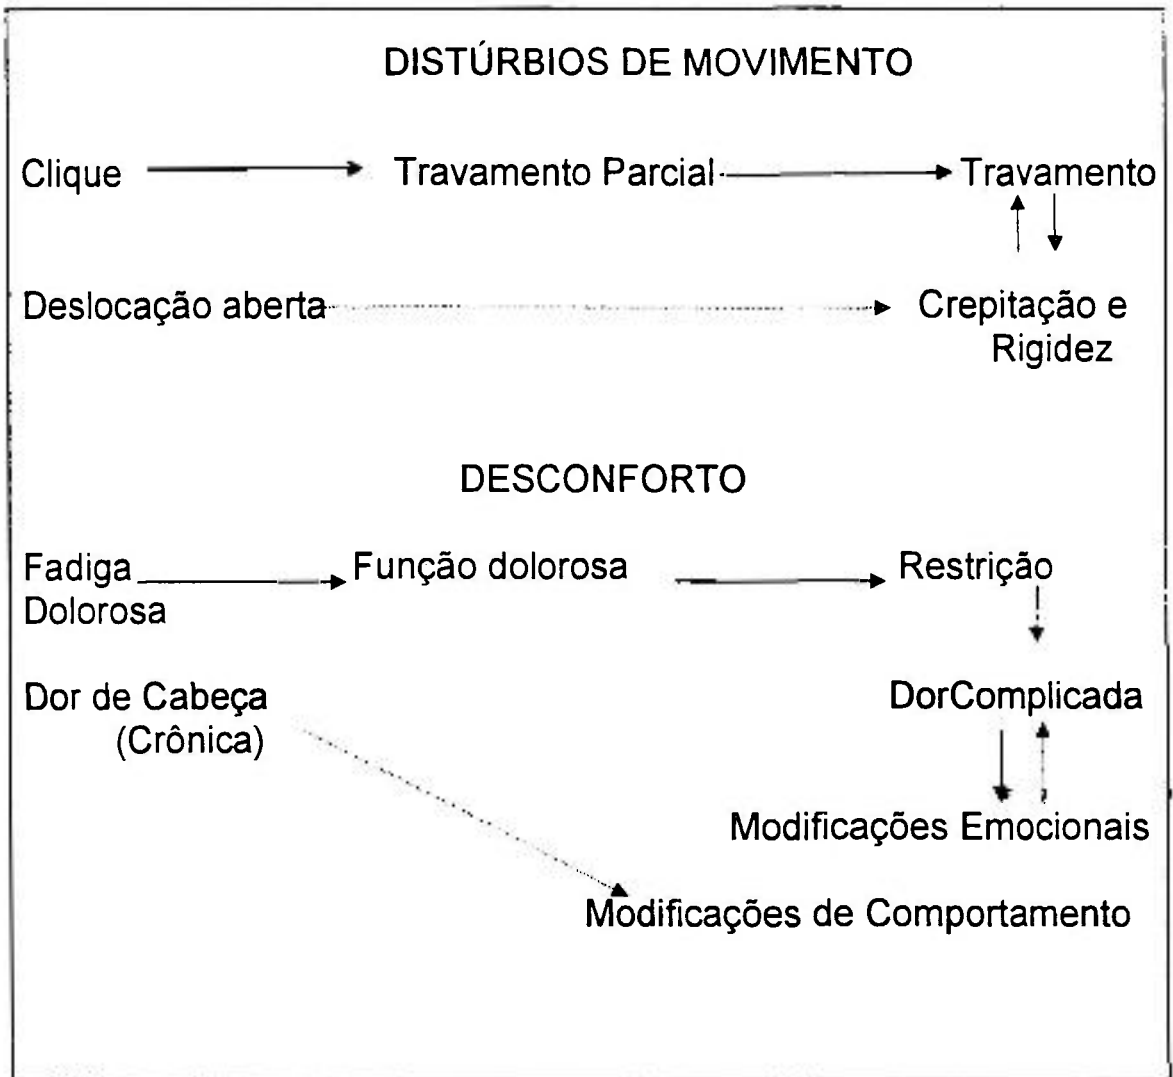 DISTÚRBIOS DE MOVIMENTO
Clique Travamento Parcial Travamento
Deslocação aberta Crepitação e
Rigidez
DESCONFORTO
Fadiga Função dolorosa Restrição
Dolorosa
Dor de Cabeça DorComplicada
(Crônica)
Modificações Emocionais
Modificações de Comportamento